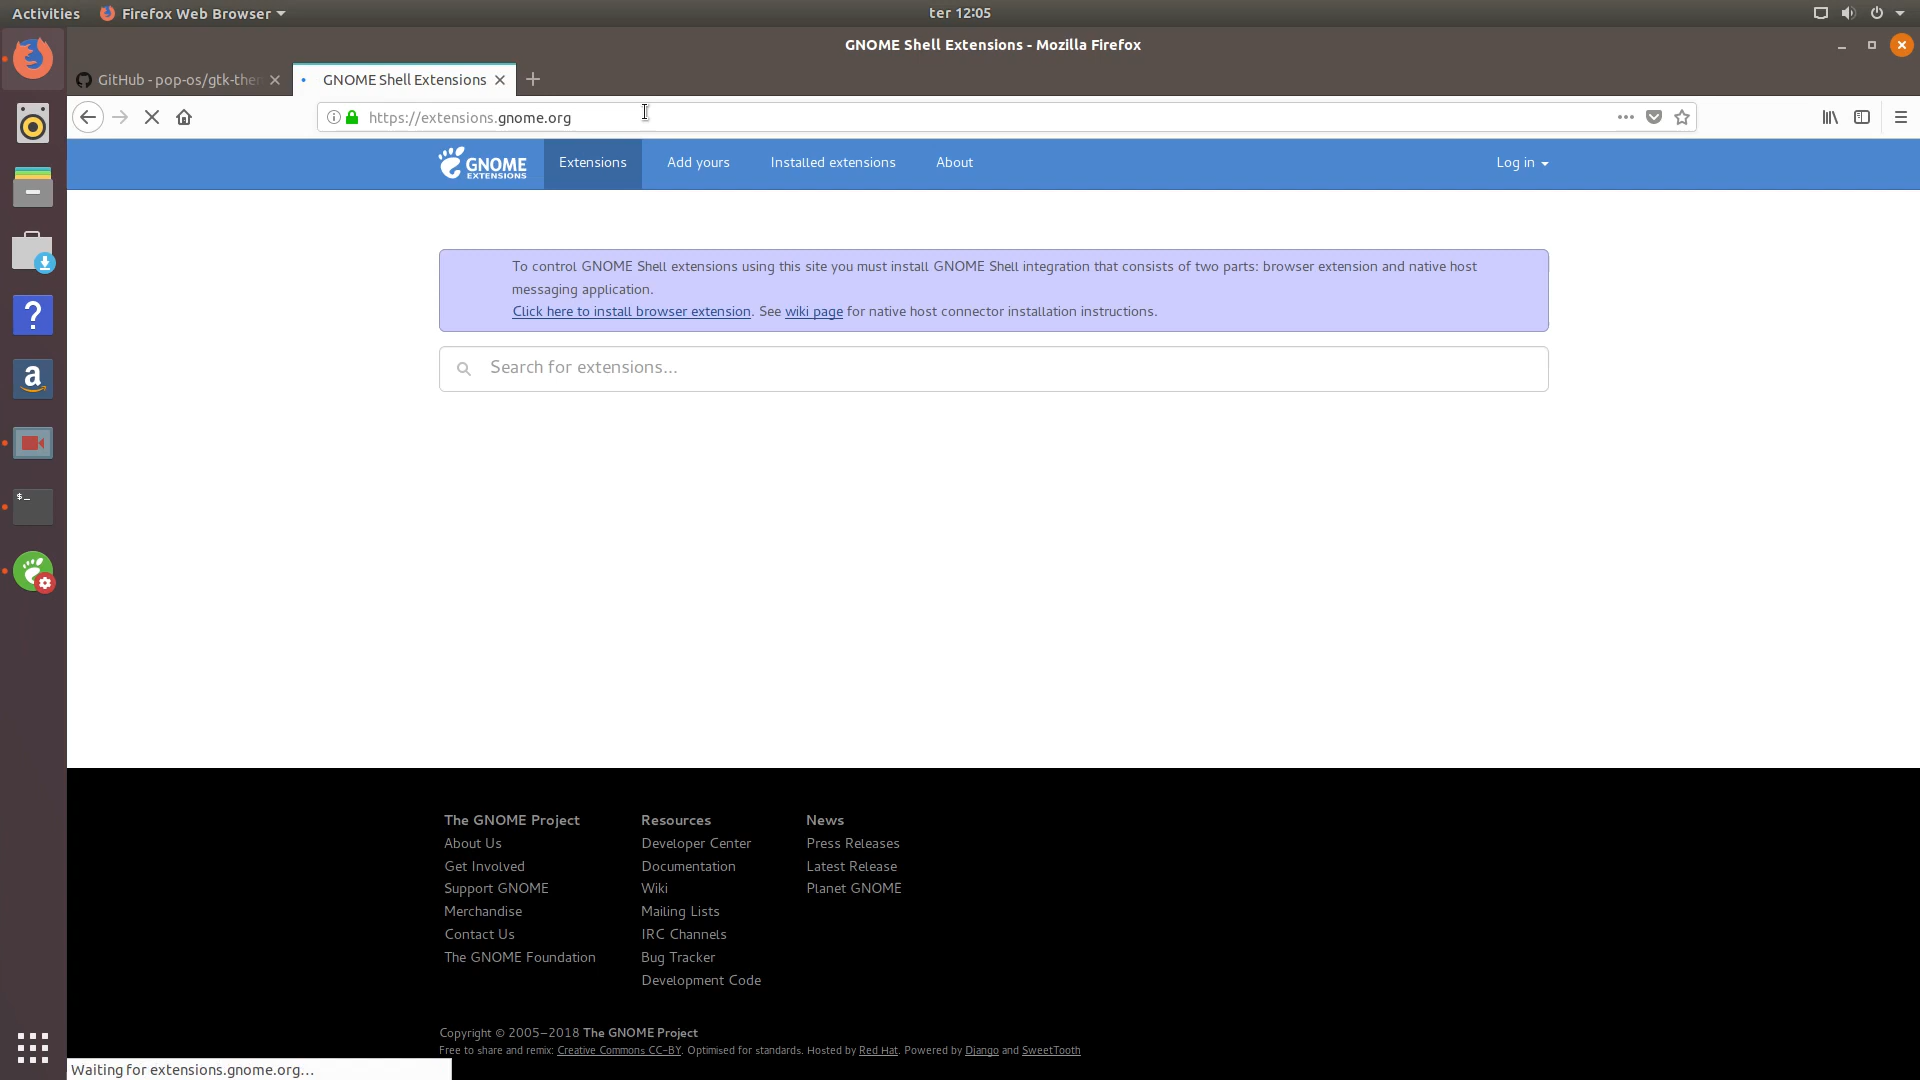 Activities Firefox Web Browser ter 12:05
GNOME Shell Extensions - Mozilla Firefox
GitHub - pop-os/gtk-then GNOME Shell Extensions
https://extensions.gnome.org
GNOME EXTENSIONS Extensions Add yours Installed extensions About Log in
To control GNOME Shell extensions using this site you must install GNOME Shell integration that consists of two parts: browser extension and native host
messaging application.
Click here to install browser extension. See wiki page for native host connector installation instructions.
Search for extensions...
The GNOME Project
About Us
Get Involved
Support GNOME
Merchandise
Contact Us
The GNOME Foundation
Resources
Developer Center
Documentation
Wiki
Mailing Lists
IRC Channels
Bug Tracker
Development Code
News
Press Releases
Latest Release
Planet GNOME
Copyright © 2005–2018 The GNOME Project
Free to share and remix: Creative Commons CC–BY. Optimised for standards. Hosted by Red Hat. Powered by Django and SweetTooth
Waiting for extensions.gnome.org...